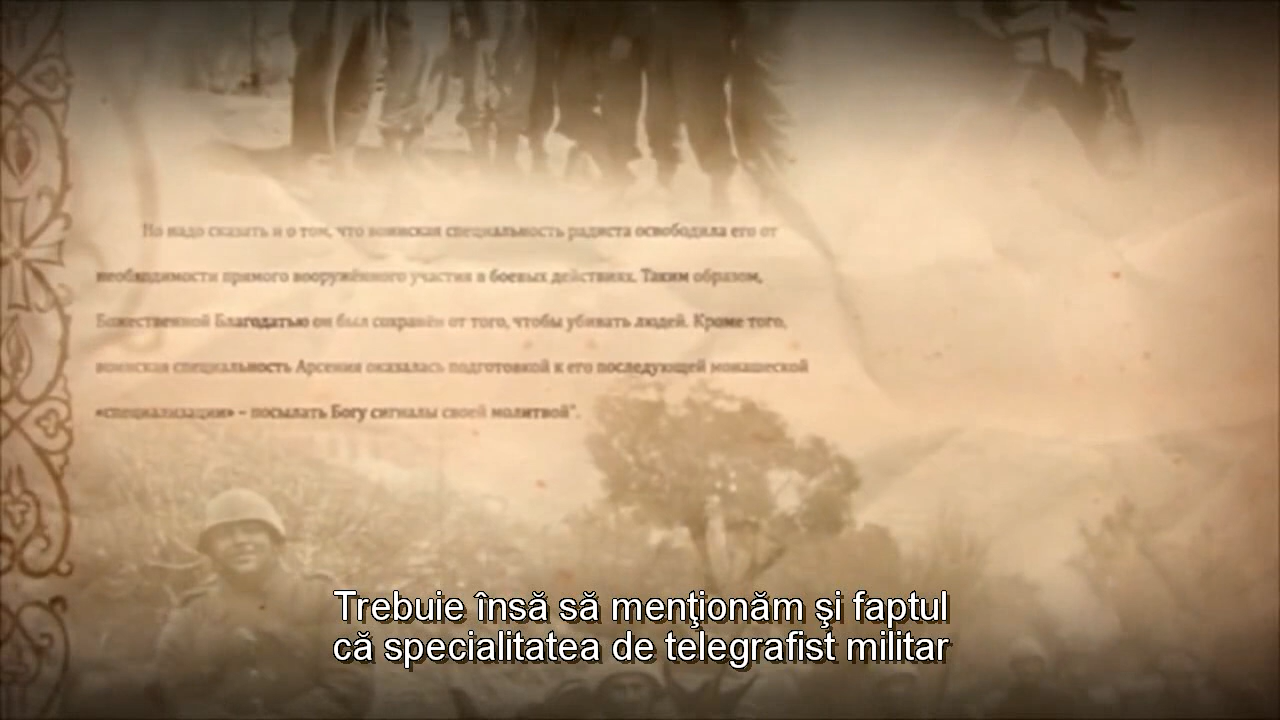 Но надо сказать и о том, что воинская специальность радиста освободила его от
необходимости прямого вооружённого участия в боевых действиях. Таким образом,
Божественной Благодатью он был сохранён от того, чтобы убивать людей. Кроме того,
воинская специальность Арсения оказалась подготовкой к его последующей монашеской
«специализации» – посылать Богу сигналы своей молитвой".
Trebuie însă să menţionăm şi faptul
că specialitatea de telegrafist militar